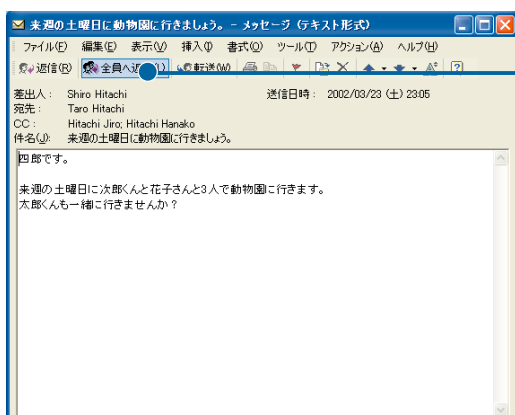 来週の土曜日に動物園に行きましょう。 - メッセージ (テキスト形式)
ファイル(F) 編集(E) 表示(V) 挿入(I) 書式(O) ツール(T) アクション(A) ヘルプ(H)
返信(R) 全員へ返 転送(W)
差出人： Shiro Hitachi 送信日時： 2002/03/23 (土) 23:05
宛先： Taro Hitachi
CC： Hitachi Jiro; Hitachi Hanako
件名(J): 来週の土曜日に動物園に行きましょう。
四郎です。
来週の土曜日に次郎くんと花子さんと3人で動物園に行きます。
太郎くんも一緒に行きませんか？